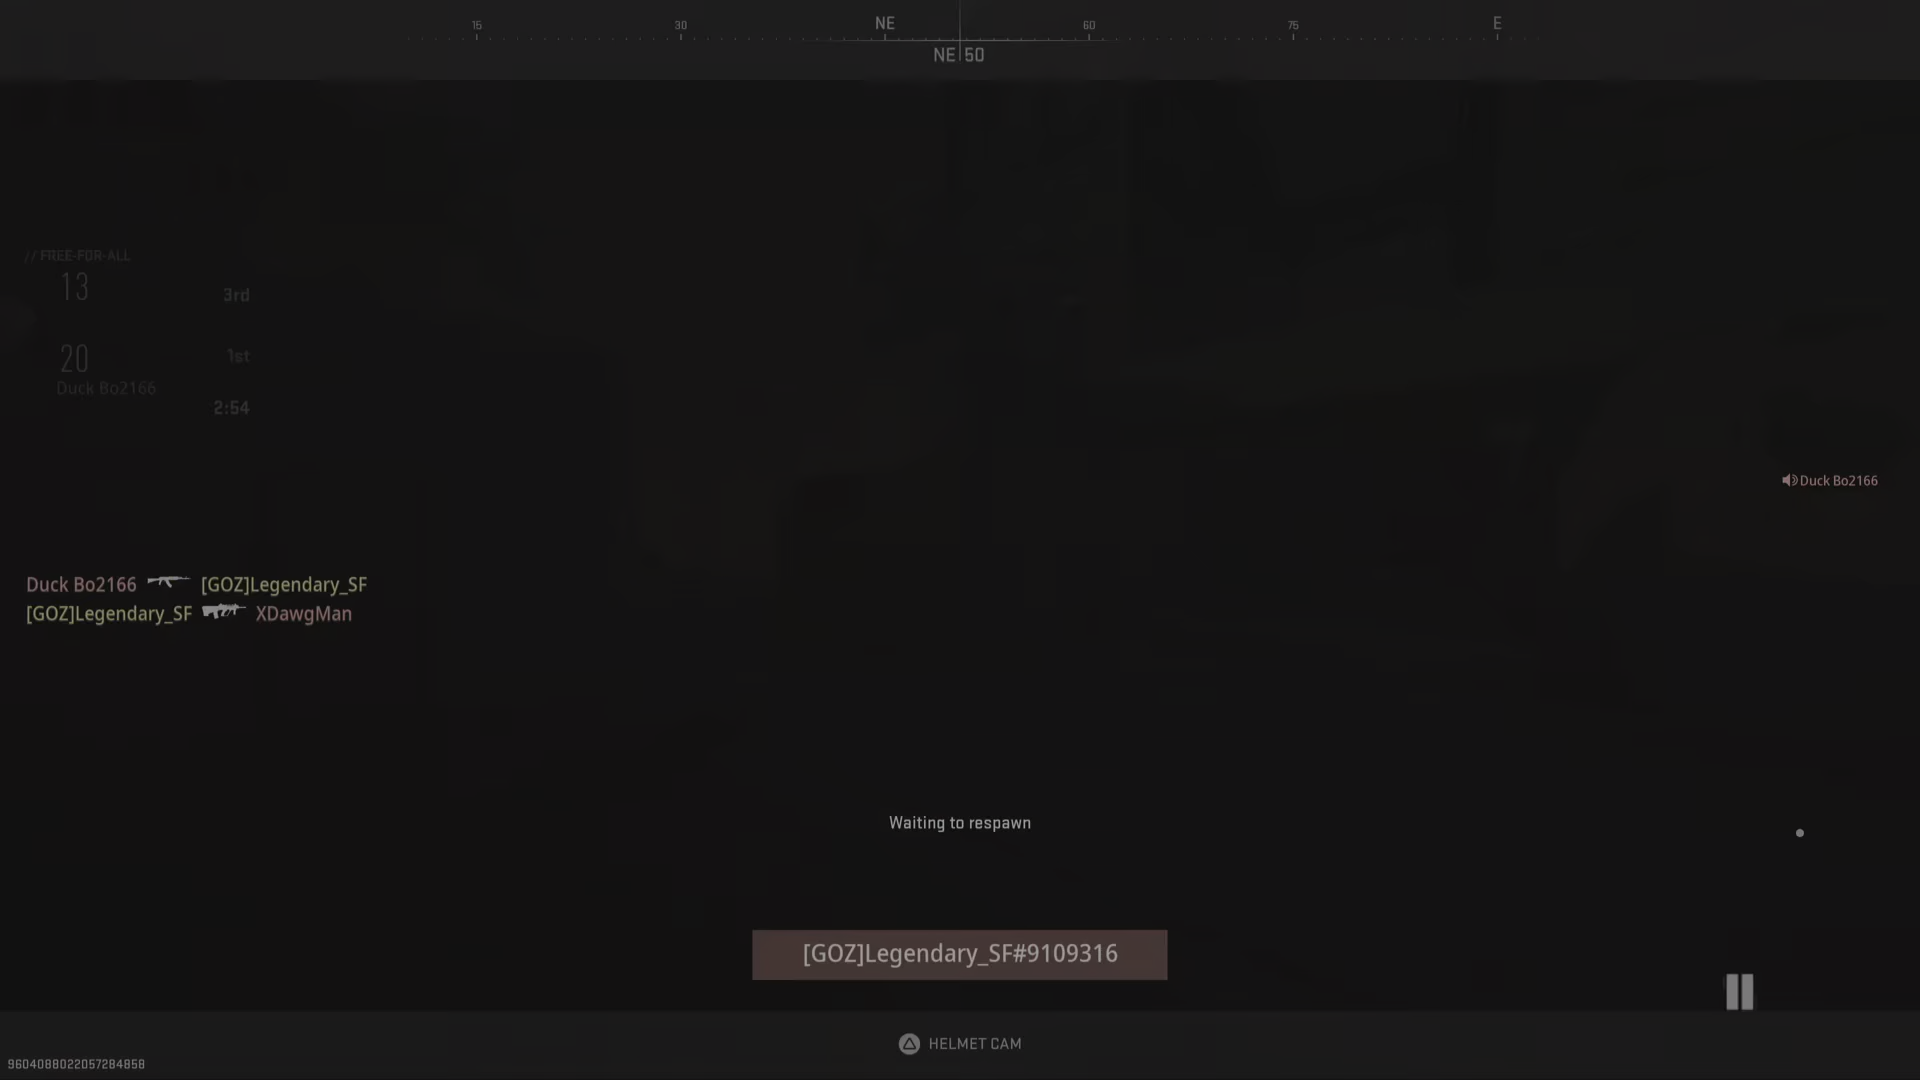 15 30 NE 60 75 E
NE 50
// FREE-FOR-ALL
13 3rd
20 1st
Duck Bo2166
2:54
Duck Bo2166
Duck Bo2166 [GOZ]Legendary_SF
[GOZ]Legendary_SF XDawgMan
Waiting to respawn
[GOZ]Legendary_SF#9109316
HELMET CAM
9604088022057284858